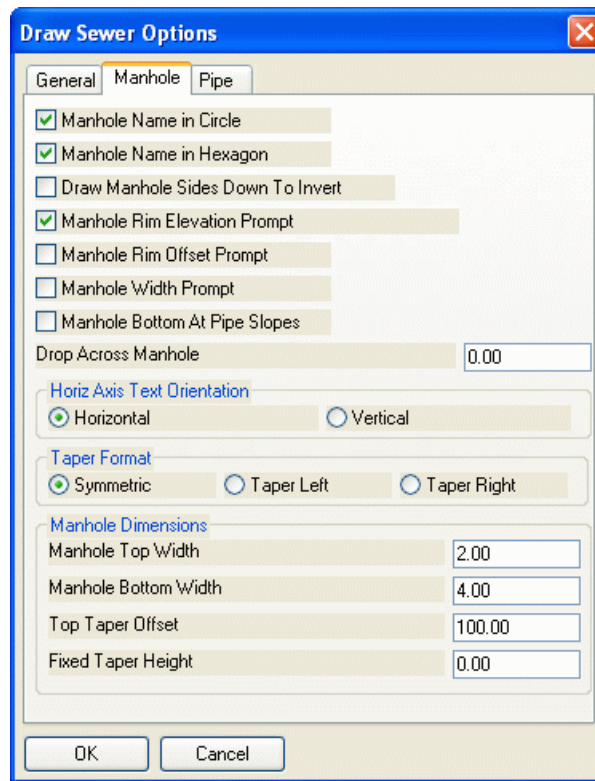 Draw Sewer Options
General Manhole Pipe
Manhole Name in Circle
Manhole Name in Hexagon
Draw Manhole Sides Down To Invert
Manhole Rim Elevation Prompt
Manhole Rim Offset Prompt
Manhole Width Prompt
Manhole Bottom At Pipe Slopes
Drop Across Manhole 0.00
Horiz Axis Text Orientation
Horizontal Vertical
Taper Format
Symmetric Taper Left Taper Right
Manhole Dimensions
Manhole Top Width 2.00
Manhole Bottom Width 4.00
Top Taper Offset 100.00
Fixed Taper Height 0.00
OK Cancel